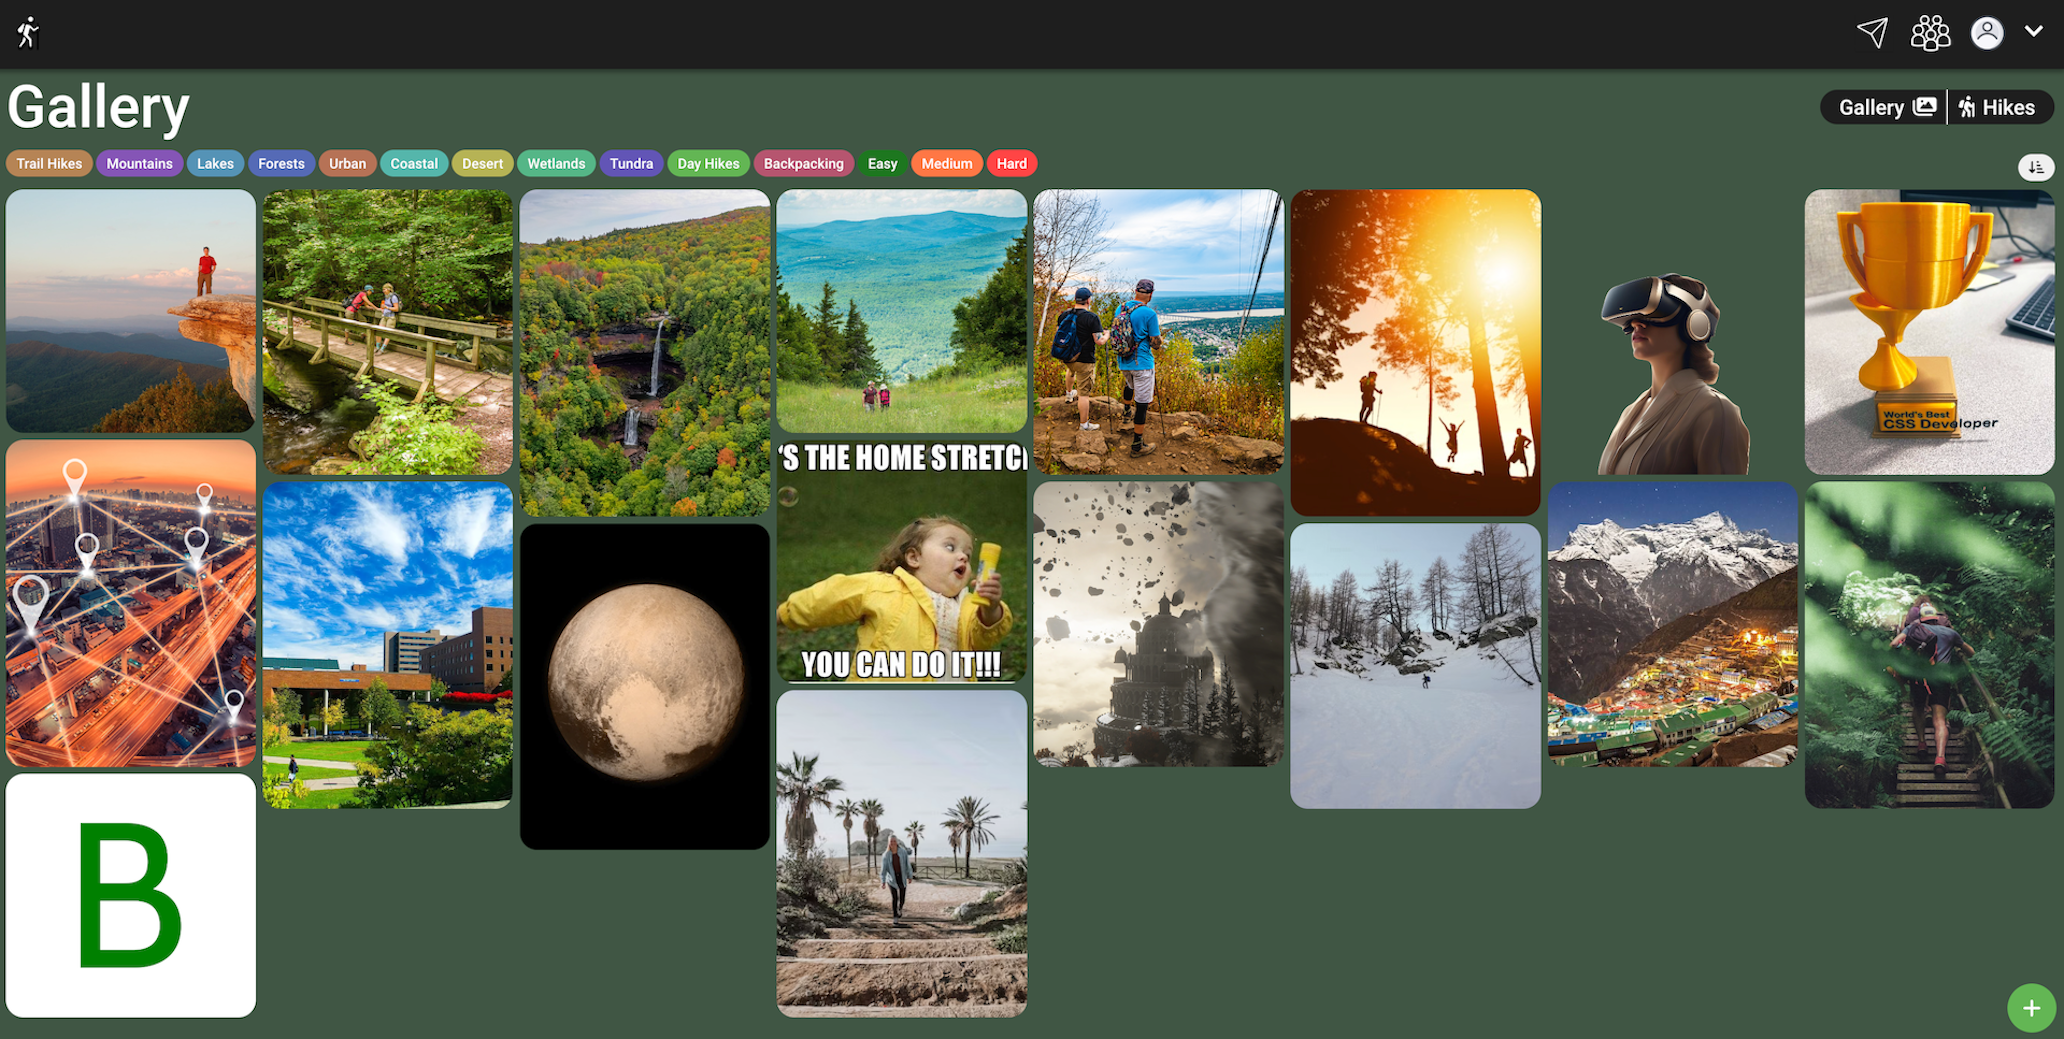 Gallery
Gallery Hikes
Trail Hikes Mountains Lakes Forests Urban Coastal Desert Wetlands Tundra Day Hikes Backpacking Easy Medium Hard
'S THE HOME STRETC
YOU CAN DO IT!!!
World's Best
CSS Developer
B